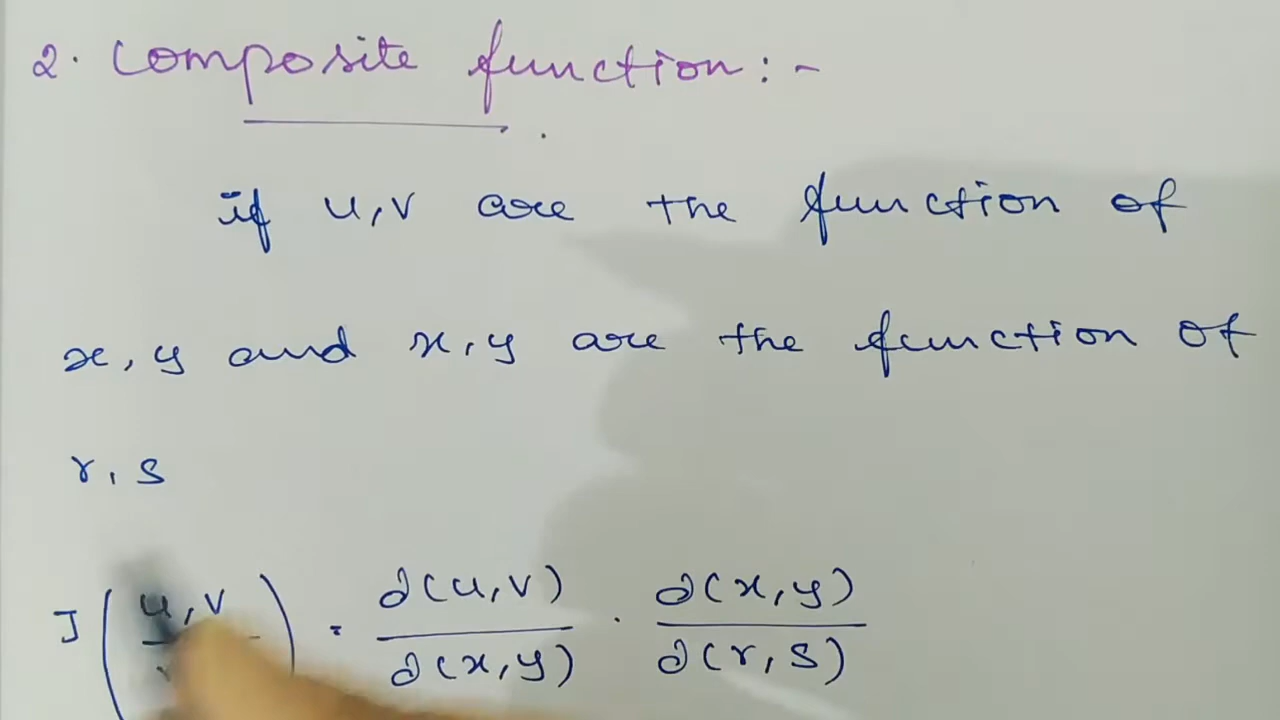 2. Composite function:-
if u,v are the function of
x,y and x,y are the function of
r,s
J(u,v = ∂(u,v)/∂(x,y) . ∂(x,y)/∂(r,s)